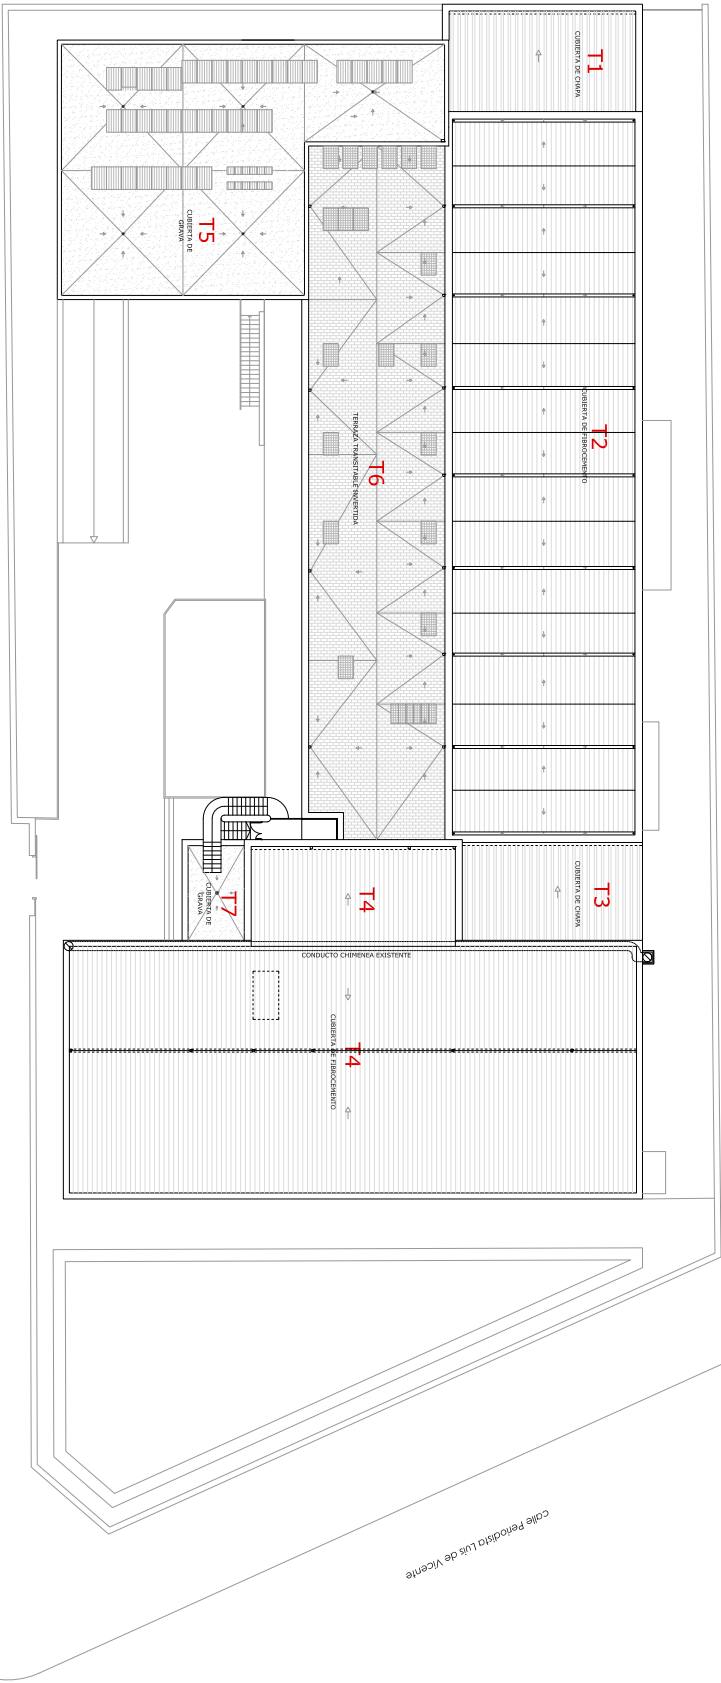 T1
CUBIERTA DE CHAPA
T5
CUBIERTA DE
GRAVA
T2
CUBIERTA DE FIBROCEMENTO
T6
TERRAZA TRANSITABLE INVERTIDA
T3
CUBIERTA DE CHAPA
T4
T7
CUBIERTA DE
GRAVA
CONDUCTO CHIMENEA EXISTENTE
T4
CUBIERTA DE FIBROCEMENTO
calle Periodista Luis de Vicente